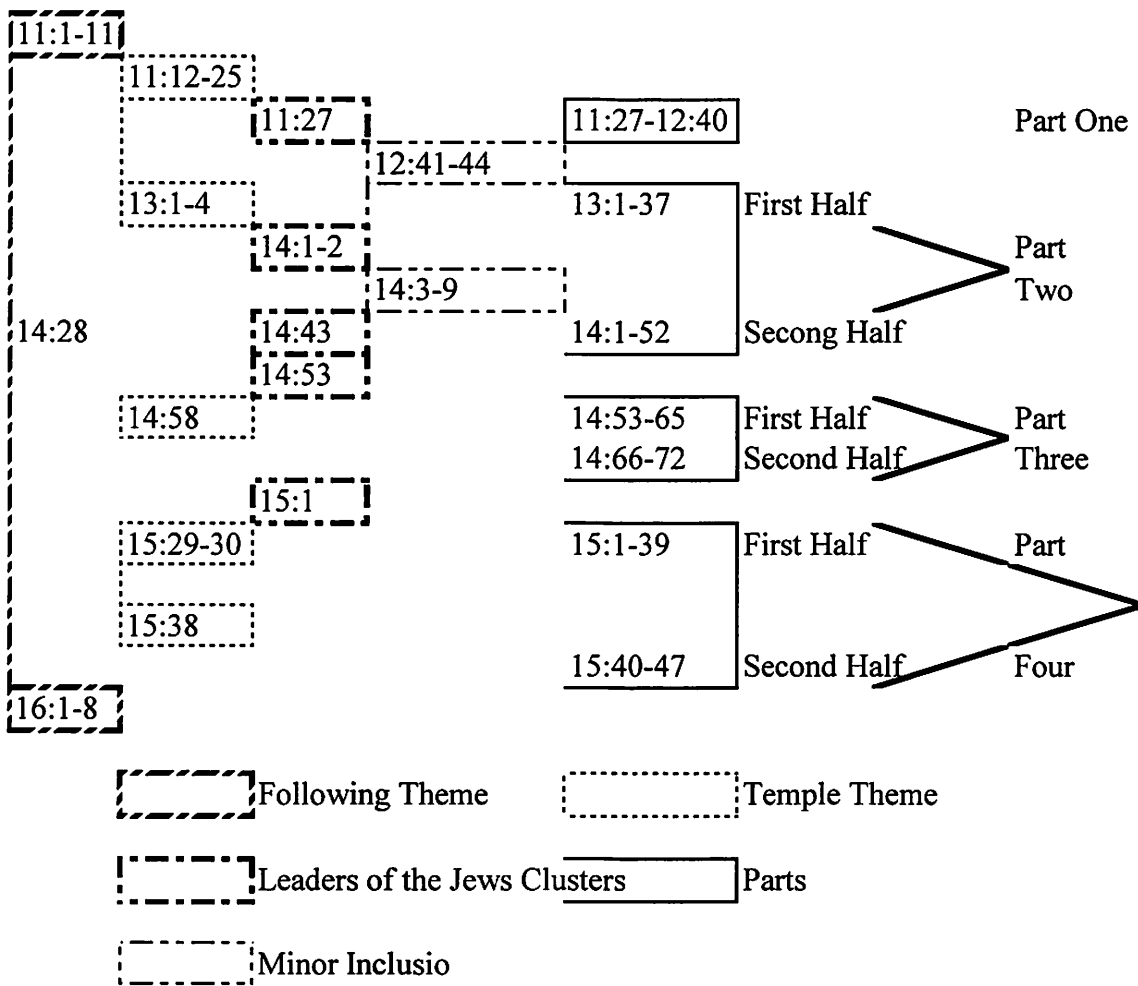 11:1-11
11:12-25
11:27 11:27-12:40 Part One
12:41-44
13:1-4 13:1-37 First Half
14:1-2 Part
14:3-9 Two
14:28 14:43 14:1-52 Secong Half
14:53
14:58 14:53-65 First Half Part
14:66-72 Second Half Three
15:1
15:29-30 15:1-39 First Half Part
15:38
15:40-47 Second Half Four
16:1-8
Following Theme Temple Theme
Leaders of the Jews Clusters Parts
Minor Inclusio